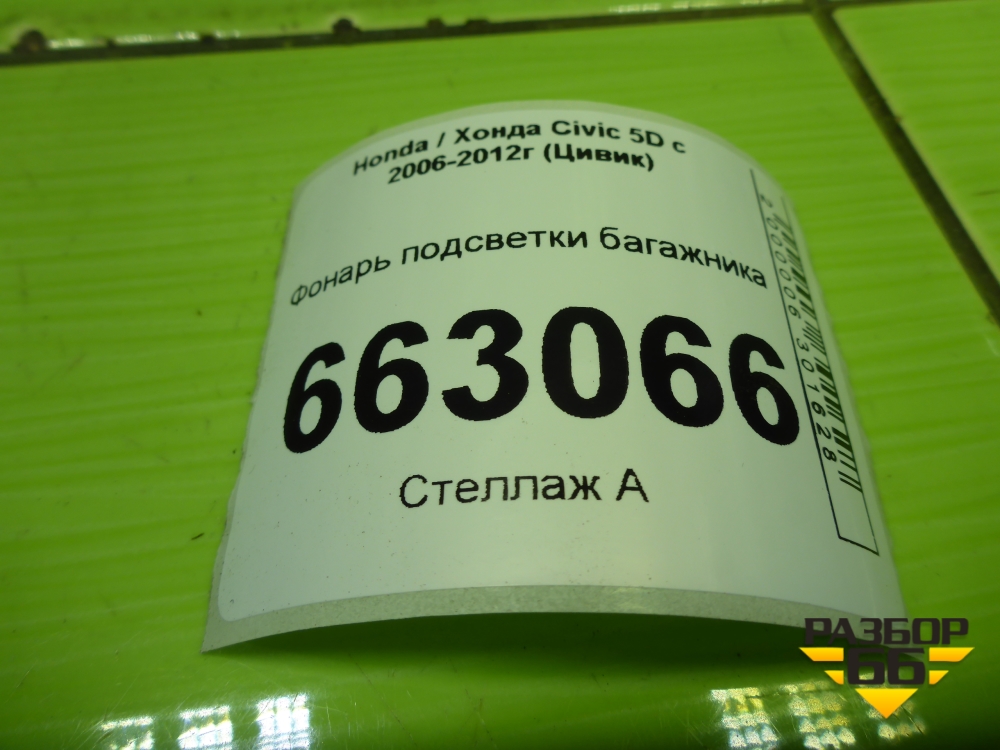 Honda / Хонда Civic 5D с
2006-2012г (Цивик)
Фонарь подсветки багажника
663066
Стеллаж А
2000006301628
РАЗБОР
66